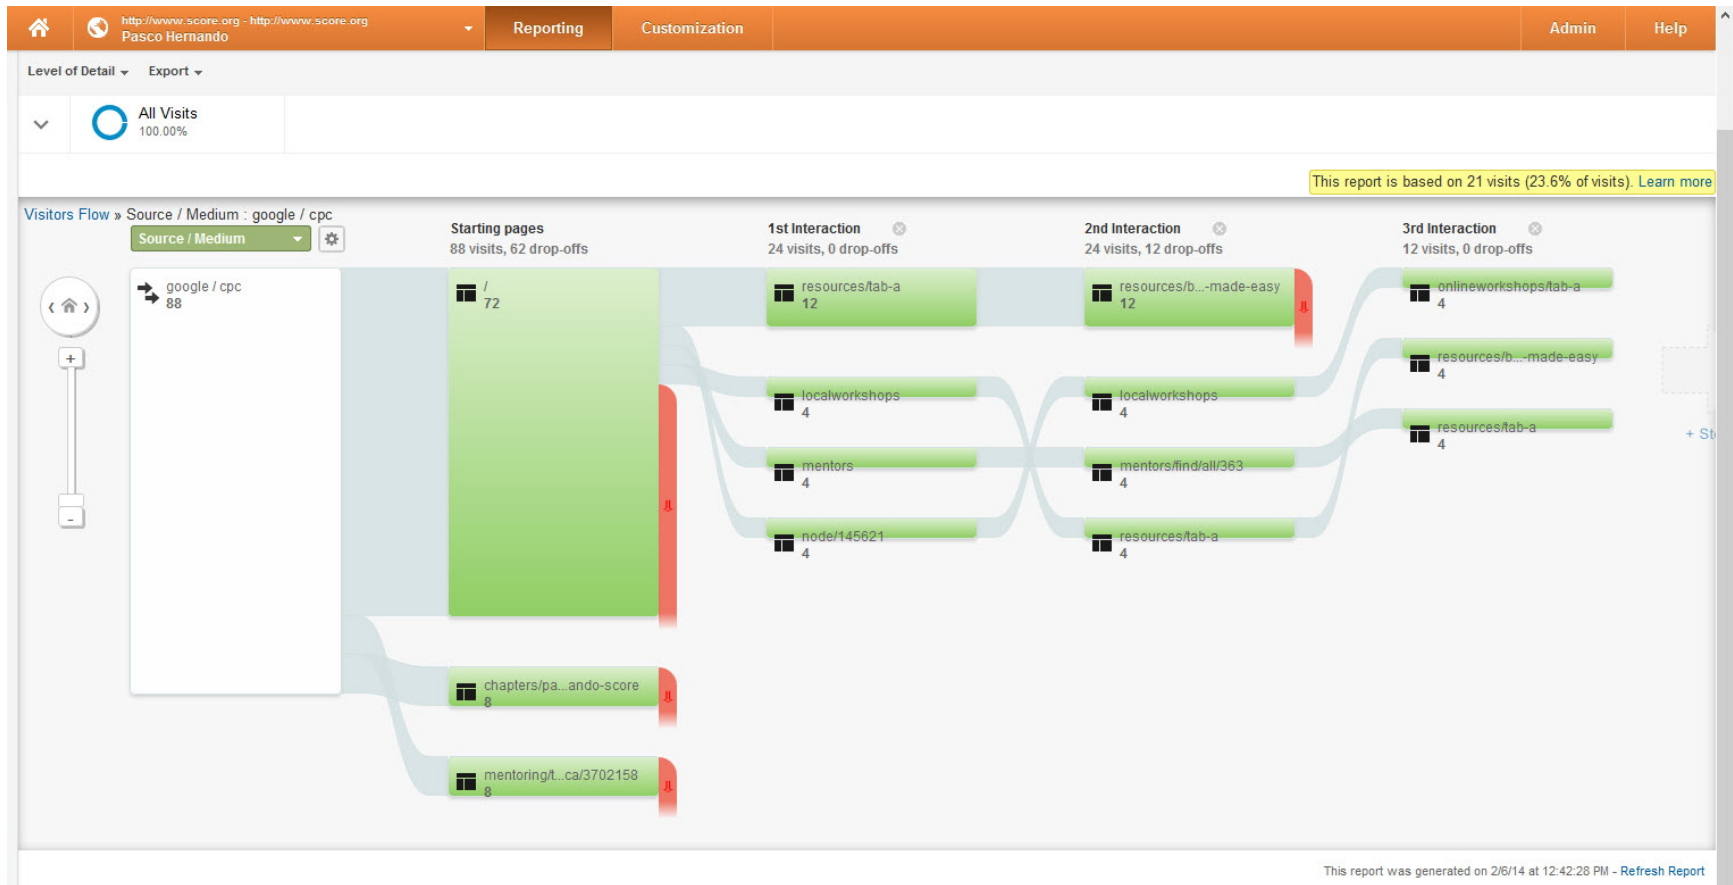 http://www.score.org - http://www.score.org
Pasco Hernando
Reporting
Customization
Admin
Help
Level of Detail
Export
All Visits
100.00%
This report is based on 21 visits (23.6% of visits). Learn more
Visitors Flow » Source / Medium : google / cpc
Source / Medium
Starting pages
88 visits, 62 drop-offs
1st Interaction
24 visits, 0 drop-offs
2nd Interaction
24 visits, 12 drop-offs
3rd Interaction
12 visits, 0 drop-offs
google / cpc
88
/
72
resources/tab-a
12
resources/b...-made-easy
12
onlineworkshops/tab-a
4
resources/b...-made-easy
4
localworkshops
4
localworkshops
4
resources/tab-a
4
mentors
4
mentors/find/all/363
4
node/145621
4
resources/tab-a
4
chapters/pa...ando-score
8
mentoring/t...ca/3702158
8
This report was generated on 2/6/14 at 12:42:28 PM - Refresh Report